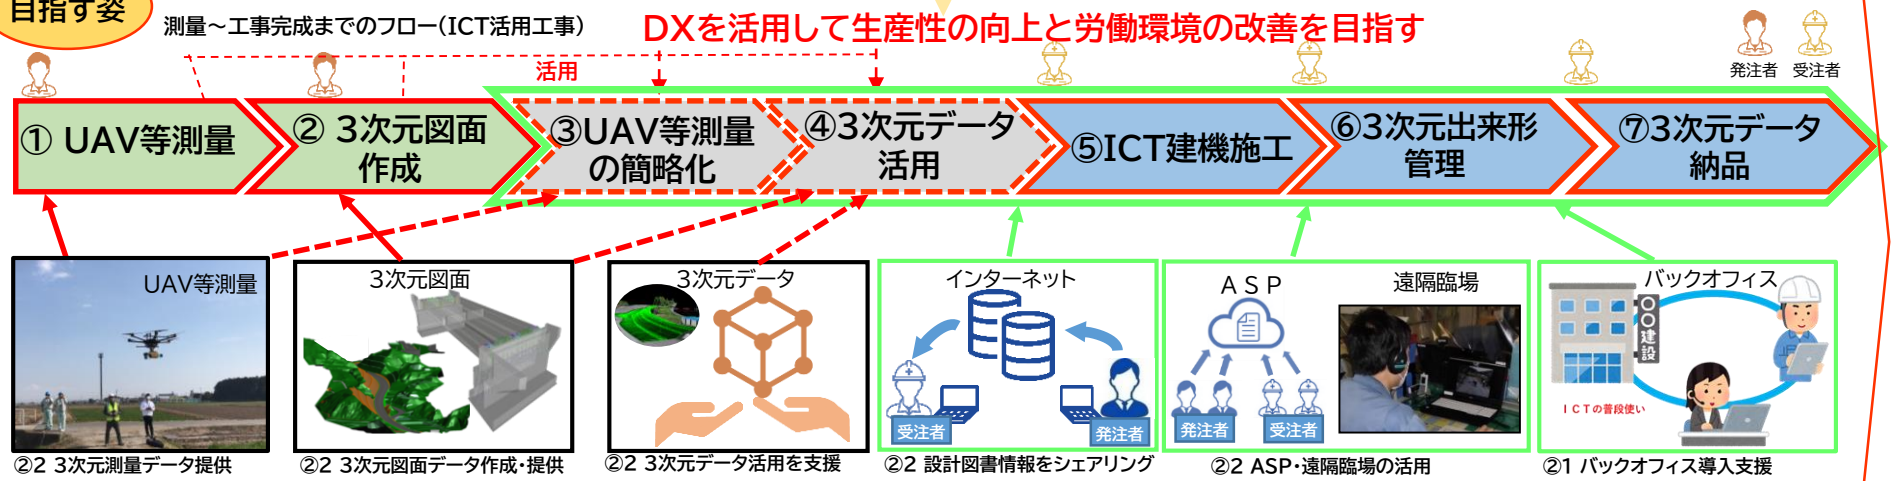 目指す姿
測量～工事完成までのフロー(ICT活用工事)
DXを活用して生産性の向上と労働環境の改善を目指す
発注者 受注者
活用
① UAV等測量
② 3次元図面
作成
③UAV等測量
の簡略化
④3次元データ
活用
⑤ICT建機施工
⑥3次元出来形
管理
⑦3次元データ
納品
UAV等測量
②2 3次元測量データ提供
3次元図面
②2 3次元図面データ作成・提供
3次元データ
②2 3次元データ活用を支援
インターネット
受注者
発注者
②2 設計図書情報をシェアリング
ASP
遠隔臨場
発注者
受注者
②2 ASP・遠隔臨場の活用
バックオフィス
〇〇建設
ICTの普段使い
②1 バックオフィス導入支援